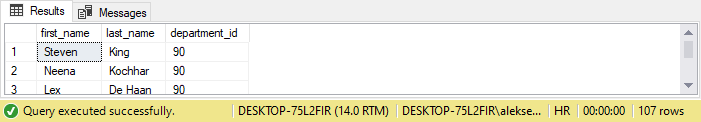 Results Messages
first_name last_name department_id
1 Steven King 90
2 Neena Kochhar 90
3 Lex De Haan 90
Query executed successfully. DESKTOP-75L2FIR (14.0 RTM) DESKTOP-75L2FIR\alekse... HR 00:00:00 107 rows